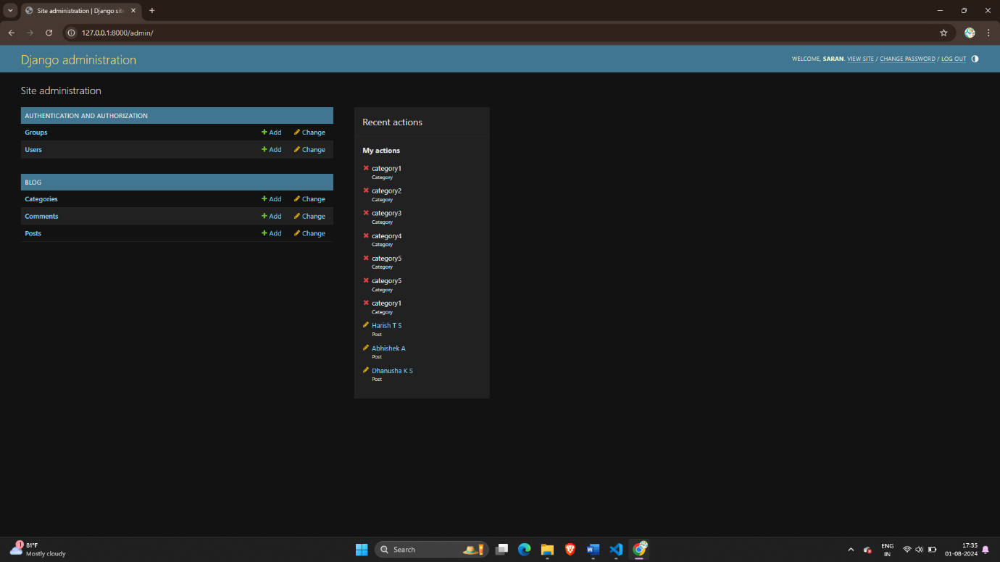 Site administration | Django site
127.0.0.1:8000/admin/
Django administration
WELCOME, SARAN. VIEW SITE / CHANGE PASSWORD / LOG OUT
Site administration
AUTHENTICATION AND AUTHORIZATION
Groups Add Change
Users Add Change
BLOG
Categories Add Change
Comments Add Change
Posts Add Change
Recent actions
My actions
category1
Category
category2
Category
category3
Category
category4
Category
category5
Category
category5
Category
category1
Category
Harish T S
Post
Abhishek A
Post
Dhanusha K S
Post
1
81°F
Mostly cloudy
Search
ENG
IN
17:35
01-08-2024